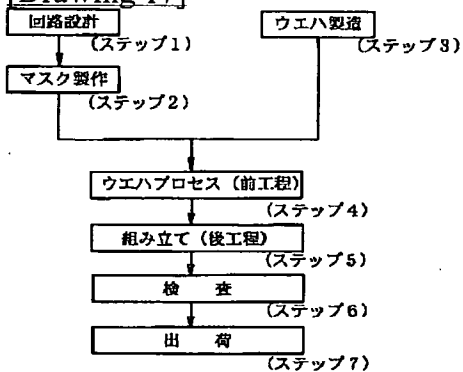 [Drawing 17]
回路設計
(ステップ1)
ウエハ製造
(ステップ3)
マスク製作
(ステップ2)
ウエハプロセス（前工程）
(ステップ4)
組み立て（後工程）
(ステップ5)
検 査
(ステップ6)
出 荷
(ステップ7)